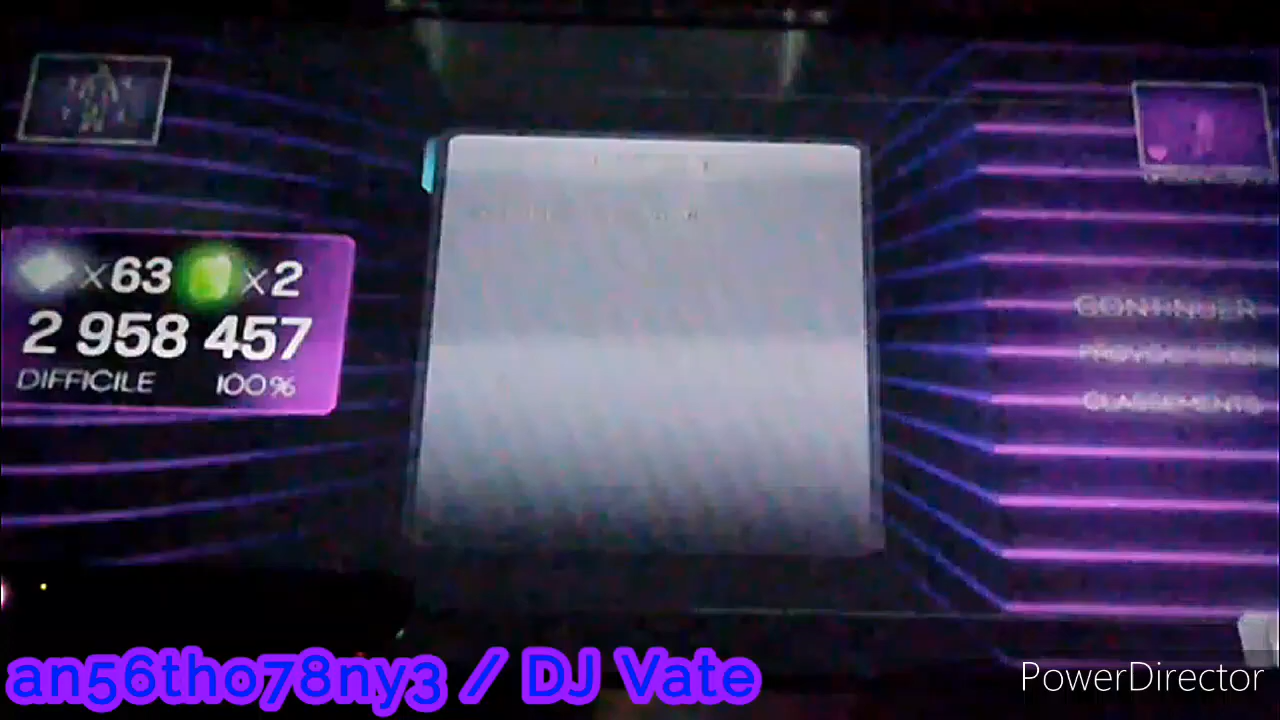 ×63 ×2
2 958 457
DIFFICILE 100%
CONTINUER
CLASSEMENTS
an56tho78ny3 / DJ Vate
PowerDirector